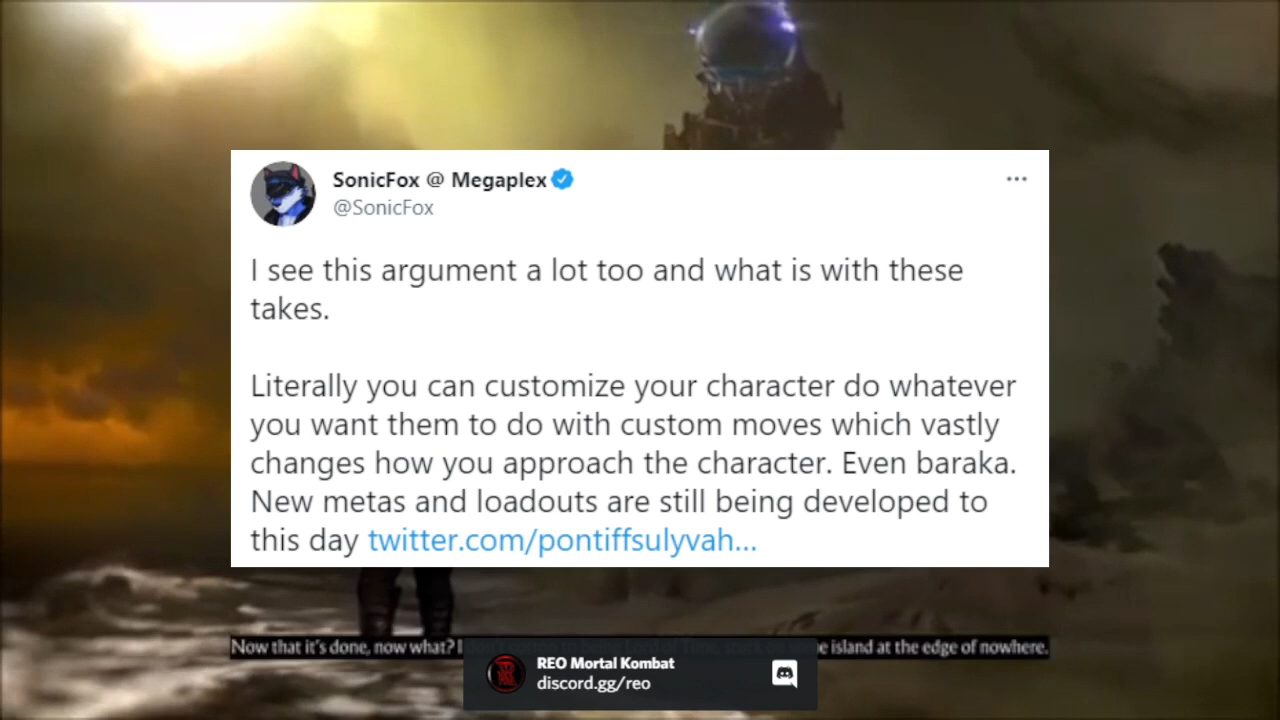 SonicFox @ Megaplex
@SonicFox
I see this argument a lot too and what is with these
takes.
Literally you can customize your character do whatever
you want them to do with custom moves which vastly
changes how you approach the character. Even baraka.
New metas and loadouts are still being developed to
this day twitter.com/pontiffsulyvah...
Now that it's done, now what? I island at the edge of nowhere.
REO Mortal Kombat
discord.gg/reo